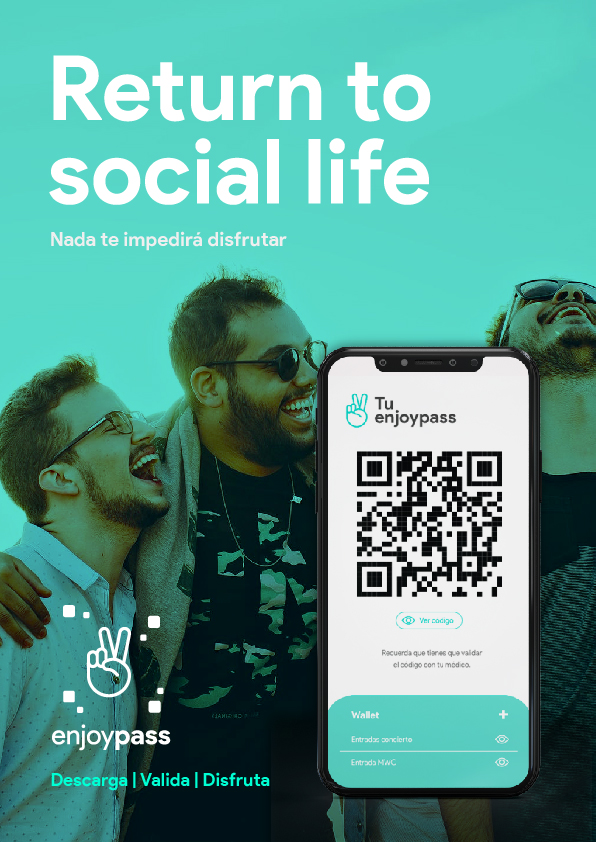 Return to
social life
Nada te impedirá disfrutar
Tu
enjoypass
Ver código
Recuerda que tienes que validar
el código con tu módico.
Wallet
Entradas concierto
Entrada MWC
enjoypass
Descarga | Valida | Disfruta